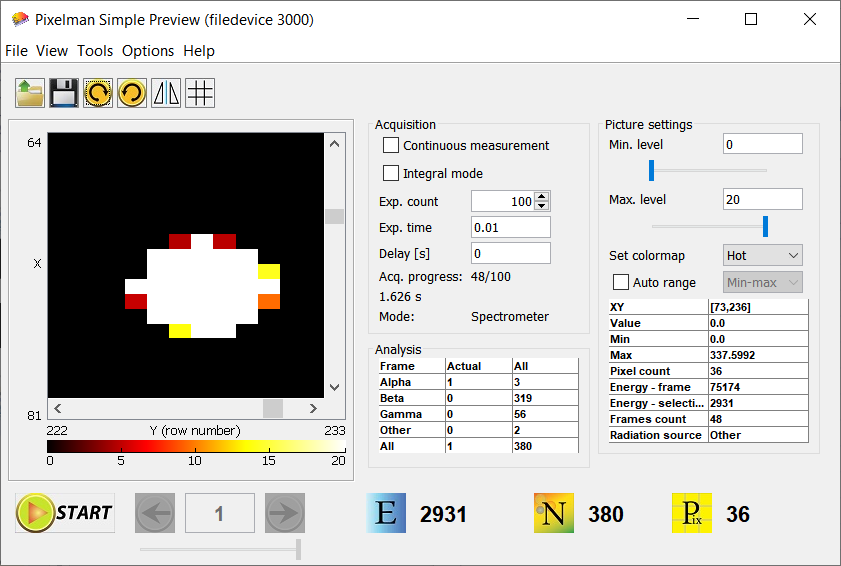 Pixelman Simple Preview (filedevice 3000)
File View Tools Options Help
64
X
81
222 Y (row number) 233
0 5 10 15 20
Acquisition
Continuous measurement
Integral mode
Exp. count 100
Exp. time 0.01
Delay [s] 0
Acq. progress: 48/100
1.626 s
Mode: Spectrometer
Analysis
Frame Actual All
Alpha 1 3
Beta 0 319
Gamma 0 56
Other 0 2
All 1 380
Picture settings
Min. level 0
Max. level 20
Set colormap Hot
Auto range Min-max
XY [73,236]
Value 0.0
Min 0.0
Max 337.5992
Pixel count 36
Energy - frame 75174
Energy - selecti... 2931
Frames count 48
Radiation source Other
START 1
E 2931 N 380 Pix 36